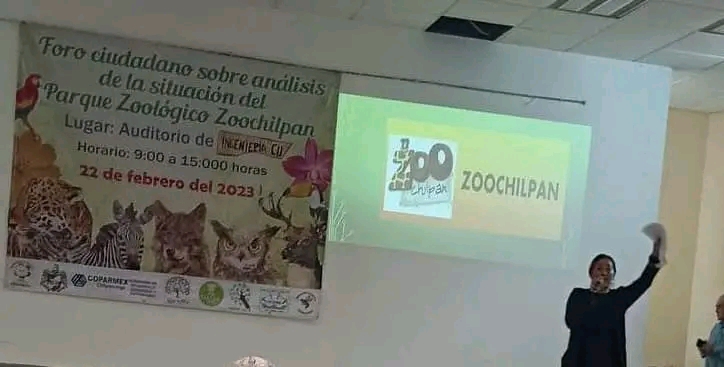 Foro ciudadano sobre análisis
de la situación del
Parque Zoológico Zoochilpan
Lugar: Auditorio de INGENIERÍA CU
Horario: 9:00 a 15:000 horas
22 de febrero del 2023
COPARMEX
ZOO
chilpan
ZOOCHILPAN